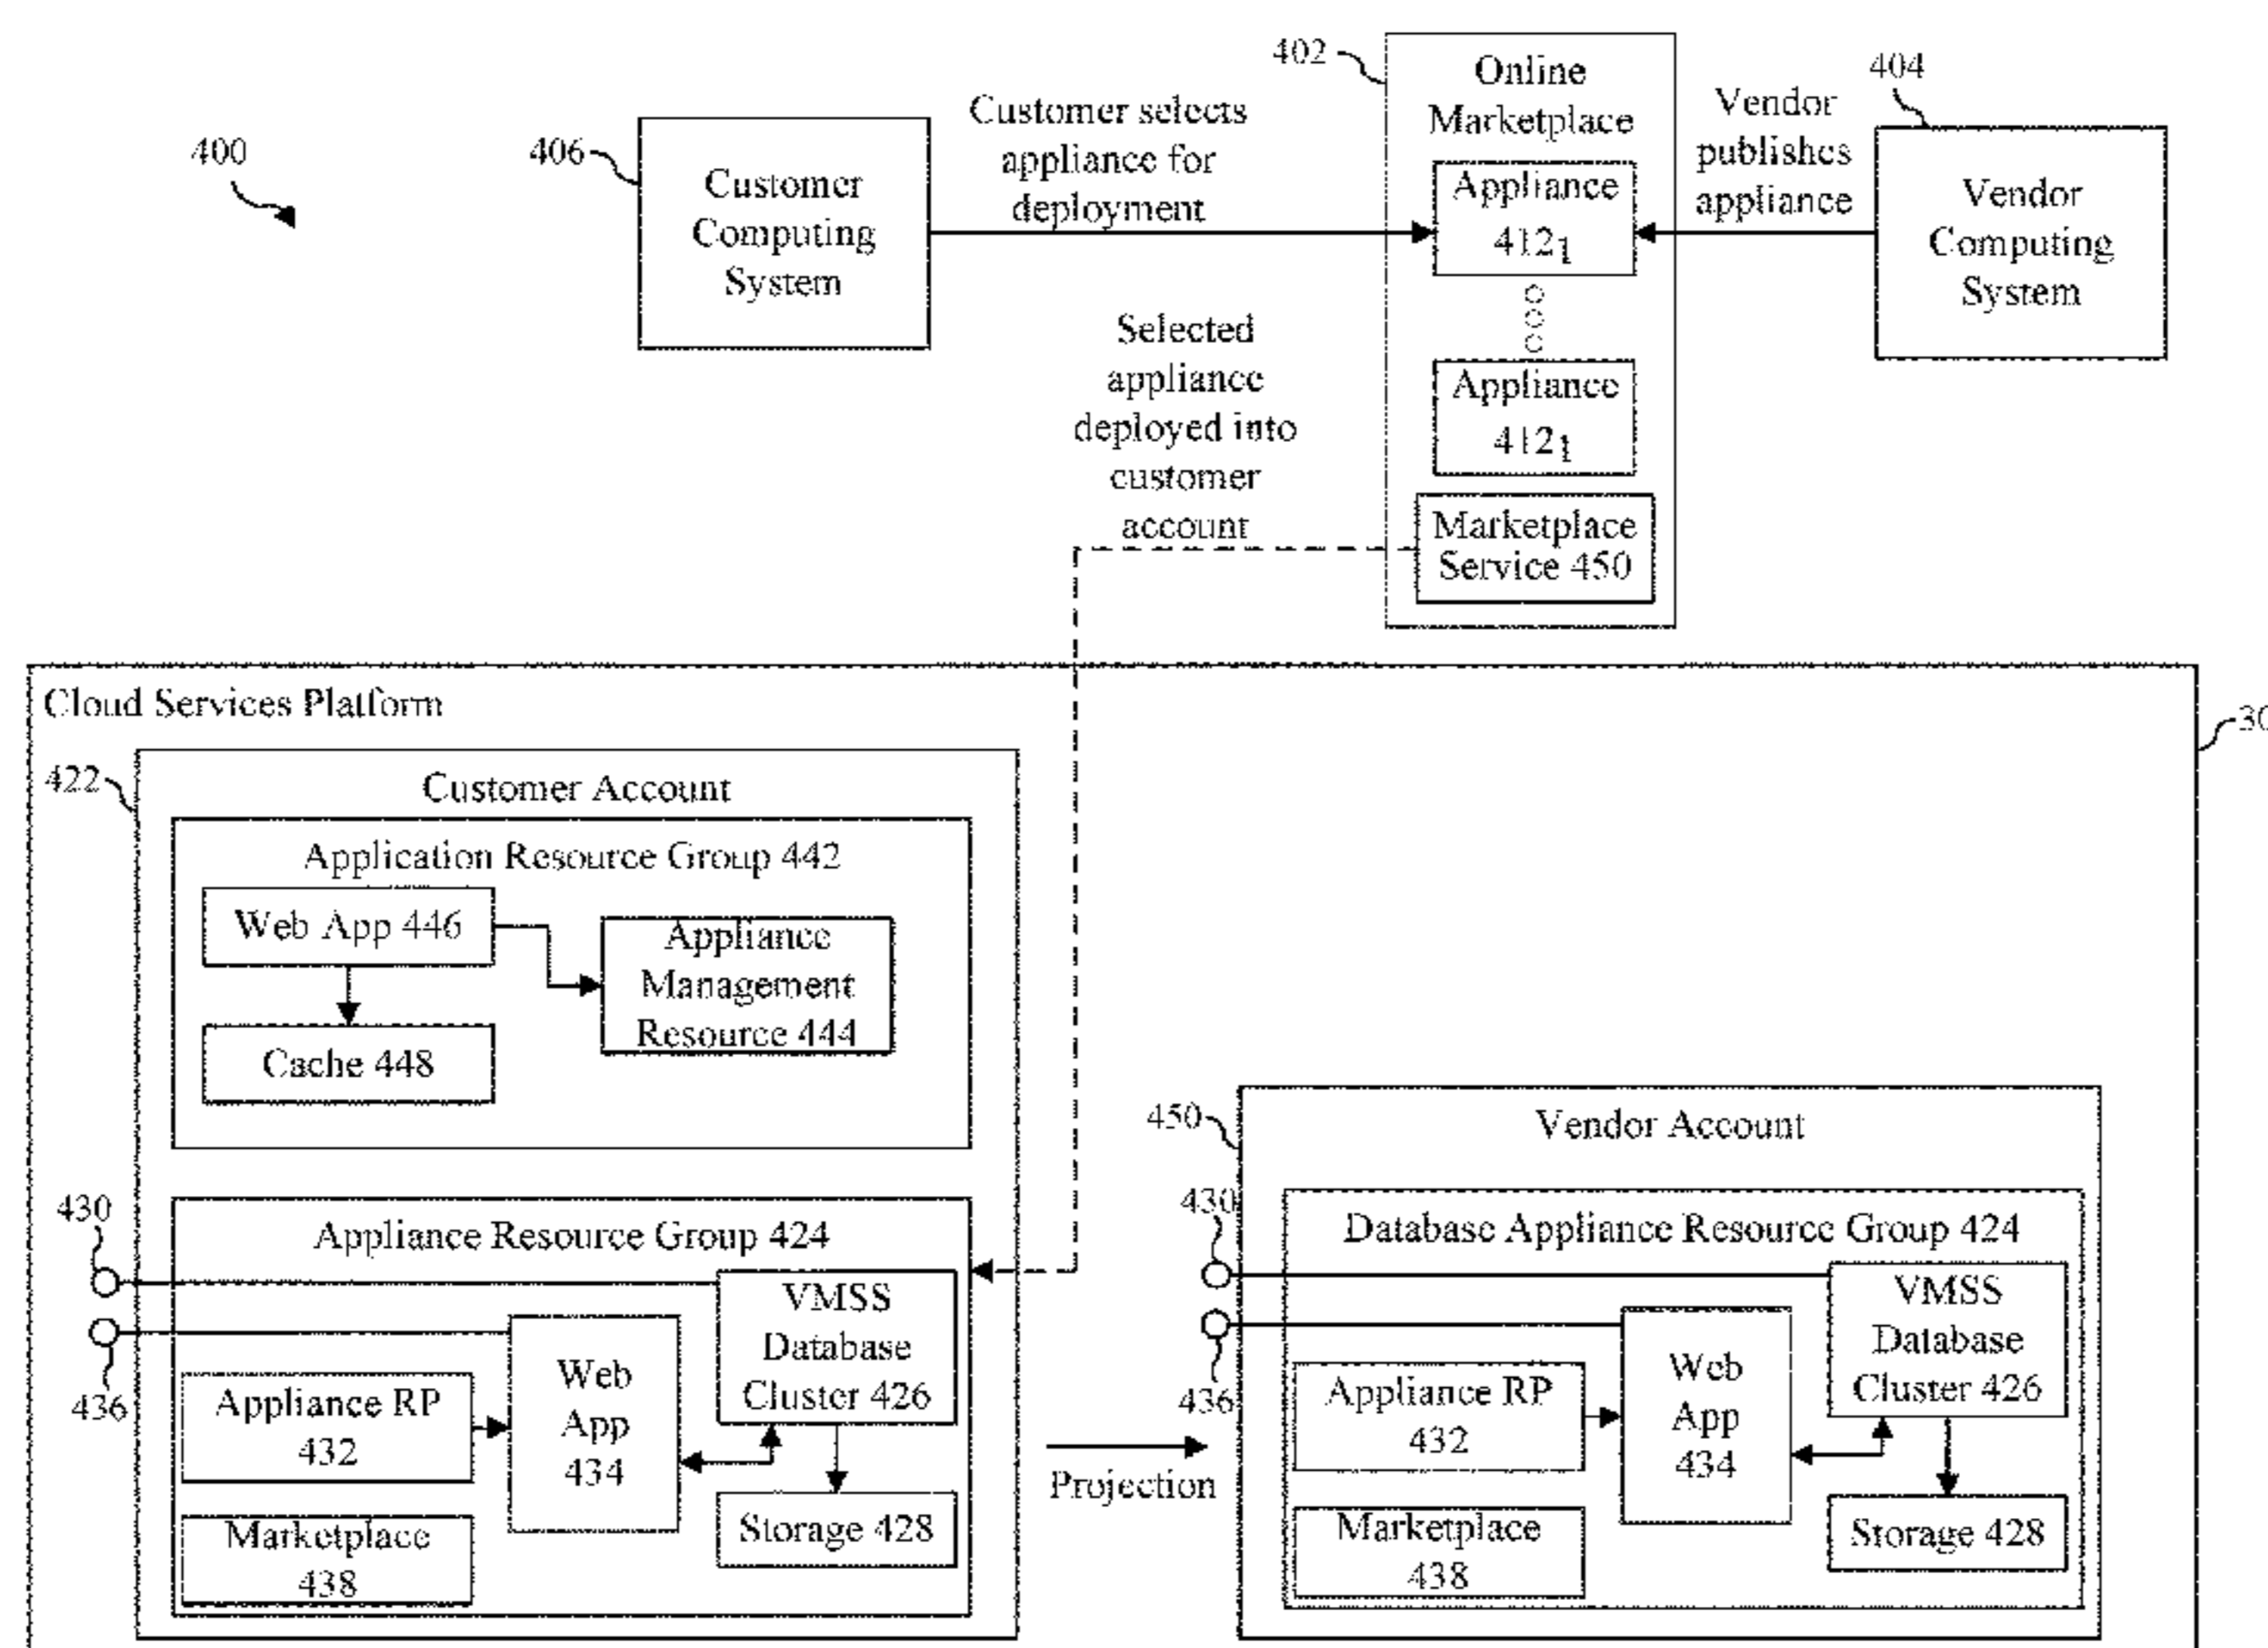 400
406
Customer
Computing
System
Customer selects
appliance for
deployment
402
Online
Marketplace
Appliance
412₁
Appliance
412₁
Marketplace
Service 450
Vendor
publishes
appliance
404
Vendor
Computing
System
Selected
appliance
deployed into
customer
account
Cloud Services Platform
30
422
Customer Account
Application Resource Group 442
Web App 446
Appliance
Management
Resource 444
Cache 448
430
436
Appliance Resource Group 424
VMSS
Database
Cluster 426
Web
App
434
Appliance RP
432
Storage 428
Marketplace
438
Projection
450
Vendor Account
430
436
Database Appliance Resource Group 424
VMSS
Database
Cluster 426
Web
App
434
Appliance RP
432
Storage 428
Marketplace
438